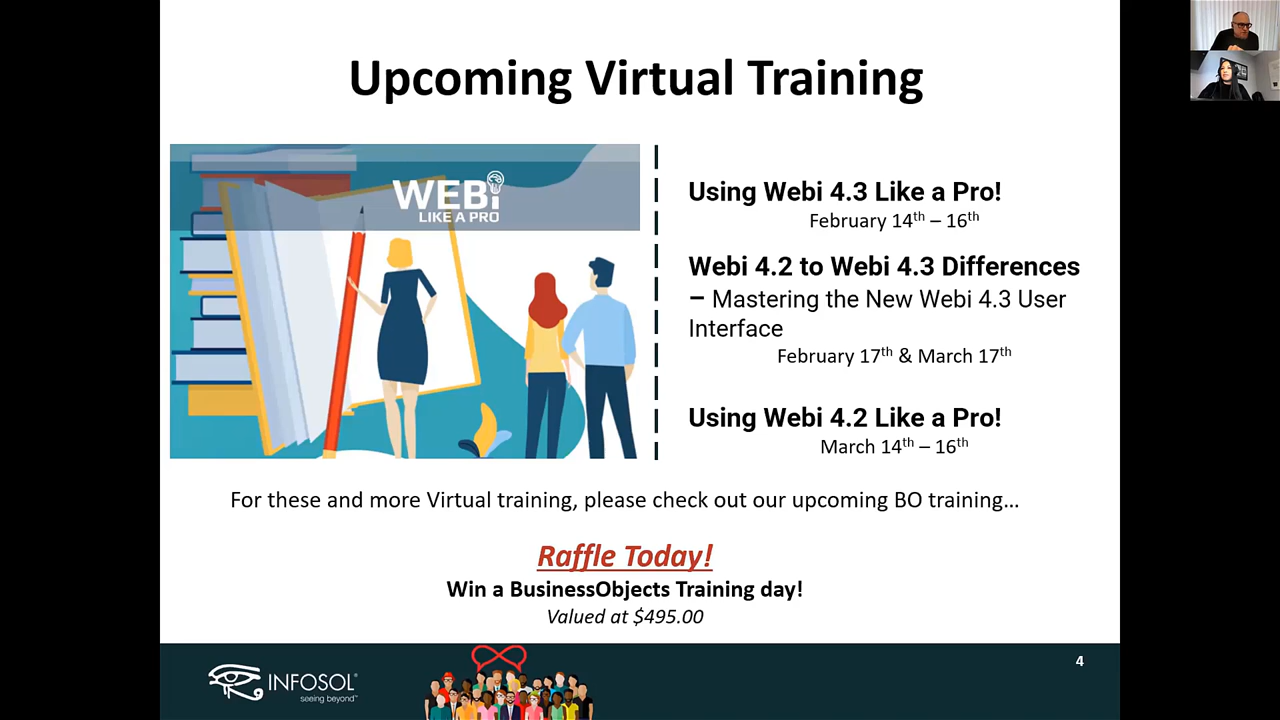 Upcoming Virtual Training
WEBi
LIKE A PRO
Using Webi 4.3 Like a Pro!
February 14th – 16th
Webi 4.2 to Webi 4.3 Differences
– Mastering the New Webi 4.3 User
Interface
February 17th & March 17th
Using Webi 4.2 Like a Pro!
March 14th – 16th
For these and more Virtual training, please check out our upcoming BO training…
Raffle Today!
Win a BusinessObjects Training day!
Valued at $495.00
INFOSOL®
seeing beyond™
4